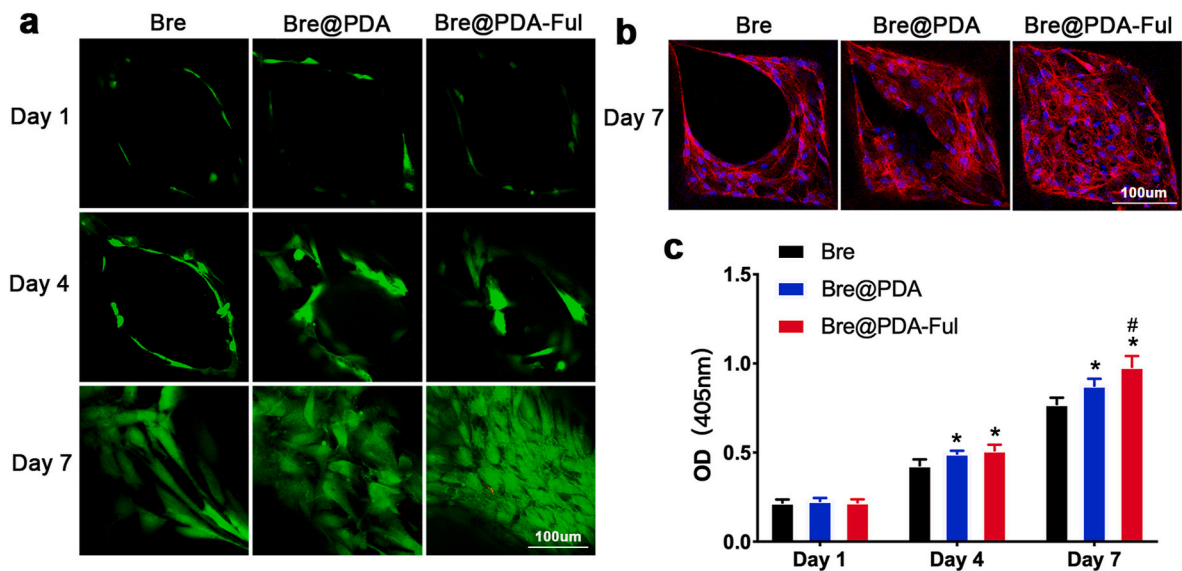 a
Bre Bre@PDA Bre@PDA-Ful
Day 1
Day 4
Day 7
100um
b
Bre Bre@PDA Bre@PDA-Ful
Day 7
100um
c
Bre
Bre@PDA
Bre@PDA-Ful
OD (405nm)
1.5
1.0
0.5
0.0
* *
* # *
Day 1 Day 4 Day 7